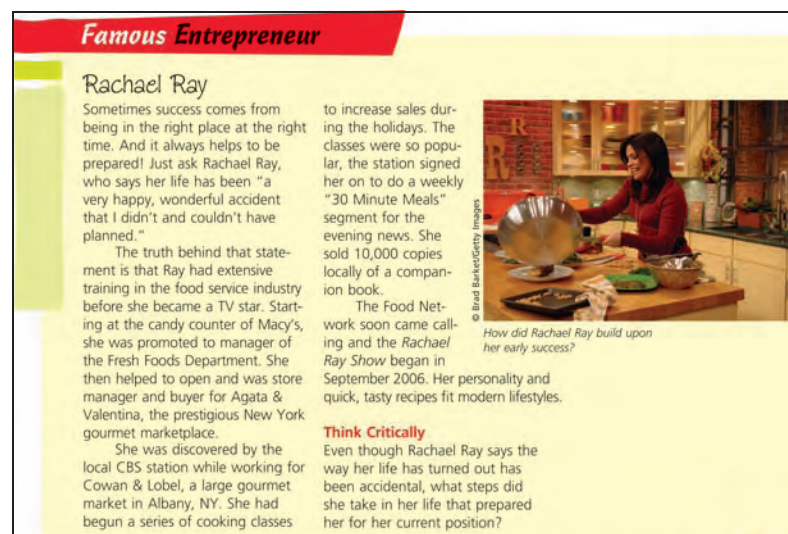 Famous Entrepreneur
Rachael Ray
Sometimes success comes from
being in the right place at the right
time. And it always helps to be
prepared! Just ask Rachael Ray,
who says her life has been “a
very happy, wonderful accident
that I didn’t and couldn’t have
planned.”
The truth behind that state-
ment is that Ray had extensive
training in the food service industry
before she became a TV star. Start-
ing at the candy counter of Macy’s,
she was promoted to manager of
the Fresh Foods Department. She
then helped to open and was store
manager and buyer for Agata &
Valentina, the prestigious New York
gourmet marketplace.
She was discovered by the
local CBS station while working for
Cowan & Lobel, a large gourmet
market in Albany, NY. She had
begun a series of cooking classes
to increase sales dur-
ing the holidays. The
classes were so popu-
lar, the station signed
her on to do a weekly
“30 Minute Meals”
segment for the
evening news. She
sold 10,000 copies
locally of a compan-
ion book.
The Food Net-
work soon came call-
ing and the Rachael
Ray Show began in
September 2006. Her personality and
quick, tasty recipes fit modern lifestyles.
Think Critically
Even though Rachael Ray says the
way her life has turned out has
been accidental, what steps did
she take in her life that prepared
her for her current position?
© Brad Barket/Getty Images
How did Rachael Ray build upon
her early success?
R
R